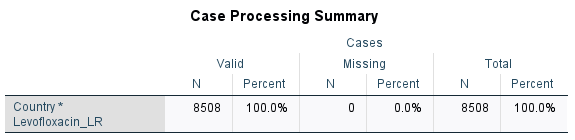 Case Processing Summary
Cases
Valid Missing Total
N Percent N Percent N Percent
Country * 8508 100.0% 0 0.0% 8508 100.0%
Levofloxacin_LR